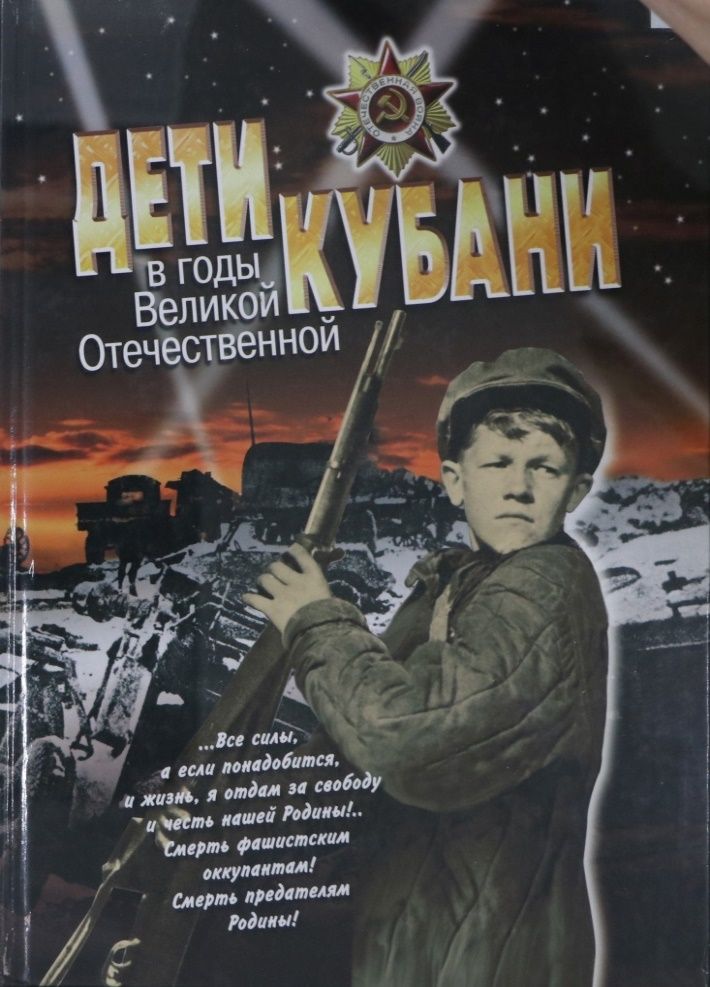 ОТЕЧЕСТВЕННАЯ ВОЙНА
ДЕТИ
КУБАНИ
в годы
Великой
Отечественной
...Все силы,
а если понадобится,
и жизнь, я отдам за свободу
и честь нашей Родины!..
Смерть фашистским
оккупантам!
Смерть предателям
Родины!